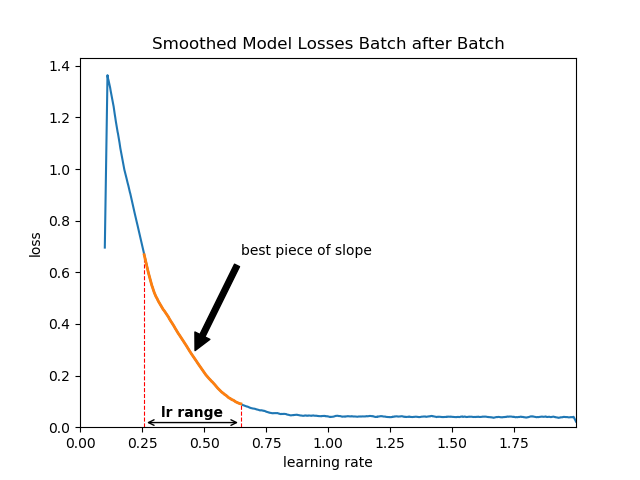 Smoothed Model Losses Batch after Batch
1.4
1.2
1.0
0.8
0.6
0.4
0.2
0.0
loss
best piece of slope
lr range
0.00 0.25 0.50 0.75 1.00 1.25 1.50 1.75
learning rate